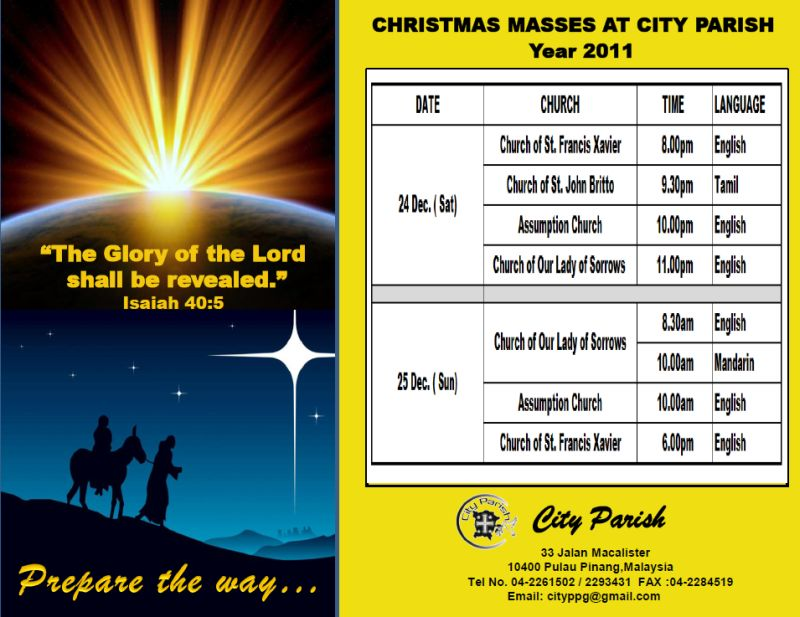 “The Glory of the Lord
shall be revealed.”
Isaiah 40:5
Prepare the way...
CHRISTMAS MASSES AT CITY PARISH
Year 2011
DATE CHURCH TIME LANGUAGE
24 Dec. ( Sat)
Church of St. Francis Xavier 8.00pm English
Church of St. John Britto 9.30pm Tamil
Assumption Church 10.00pm English
Church of Our Lady of Sorrows 11.00pm English
25 Dec. ( Sun)
Church of Our Lady of Sorrows 8.30am English
10.00am Mandarin
Assumption Church 10.00am English
Church of St. Francis Xavier 6.00pm English
City Parish
City Parish
33 Jalan Macalister
10400 Pulau Pinang,Malaysia
Tel No. 04-2261502 / 2293431 FAX :04-2284519
Email: cityppg@gmail.com